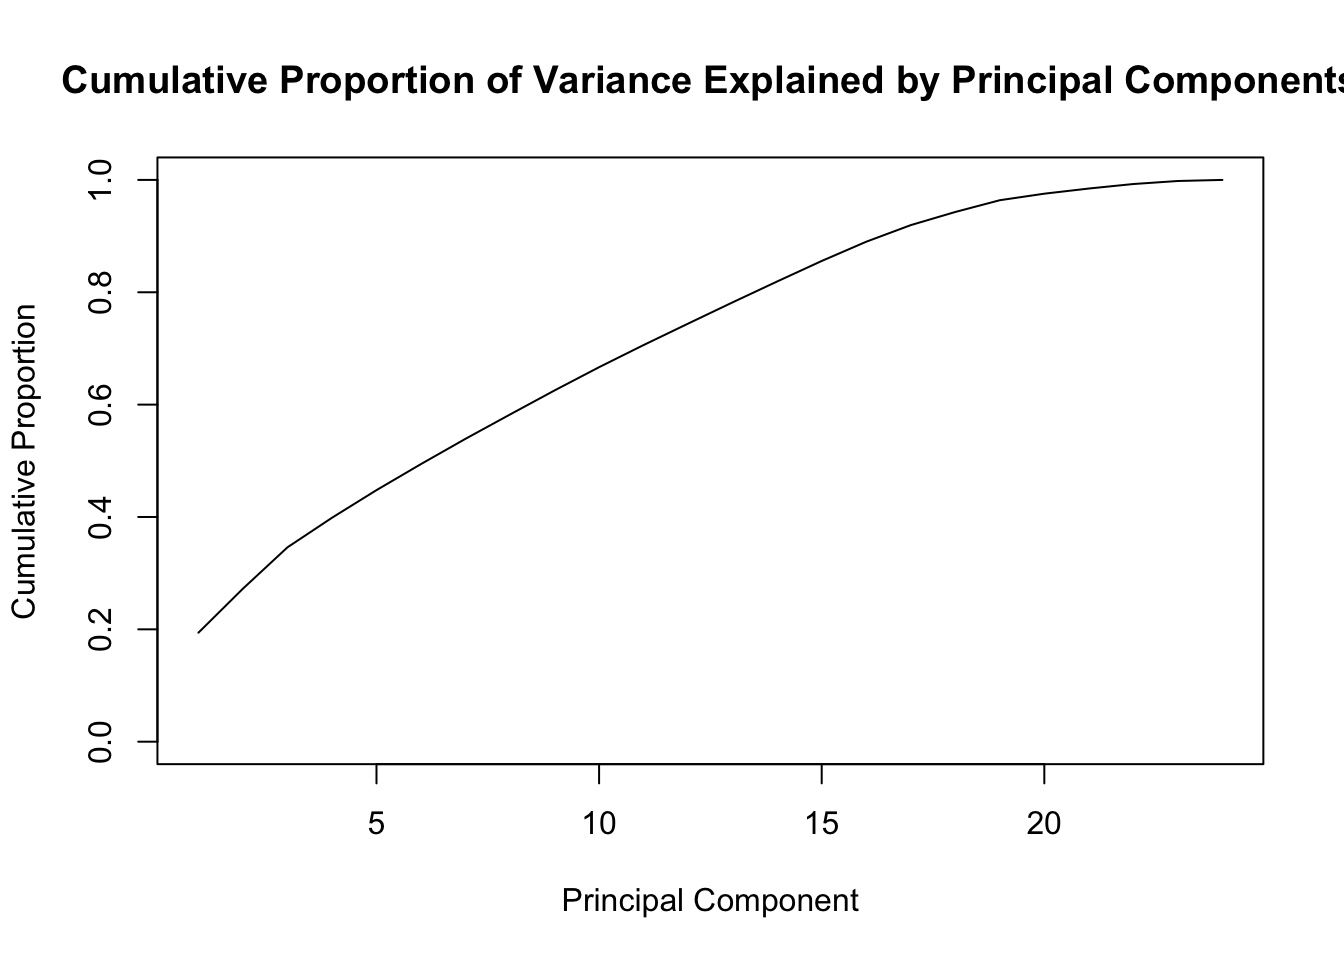 Cumulative Proportion of Variance Explained by Principal Components
1.0
0.8
0.6
0.4
0.2
0.0
Cumulative Proportion
5 10 15 20
Principal Component